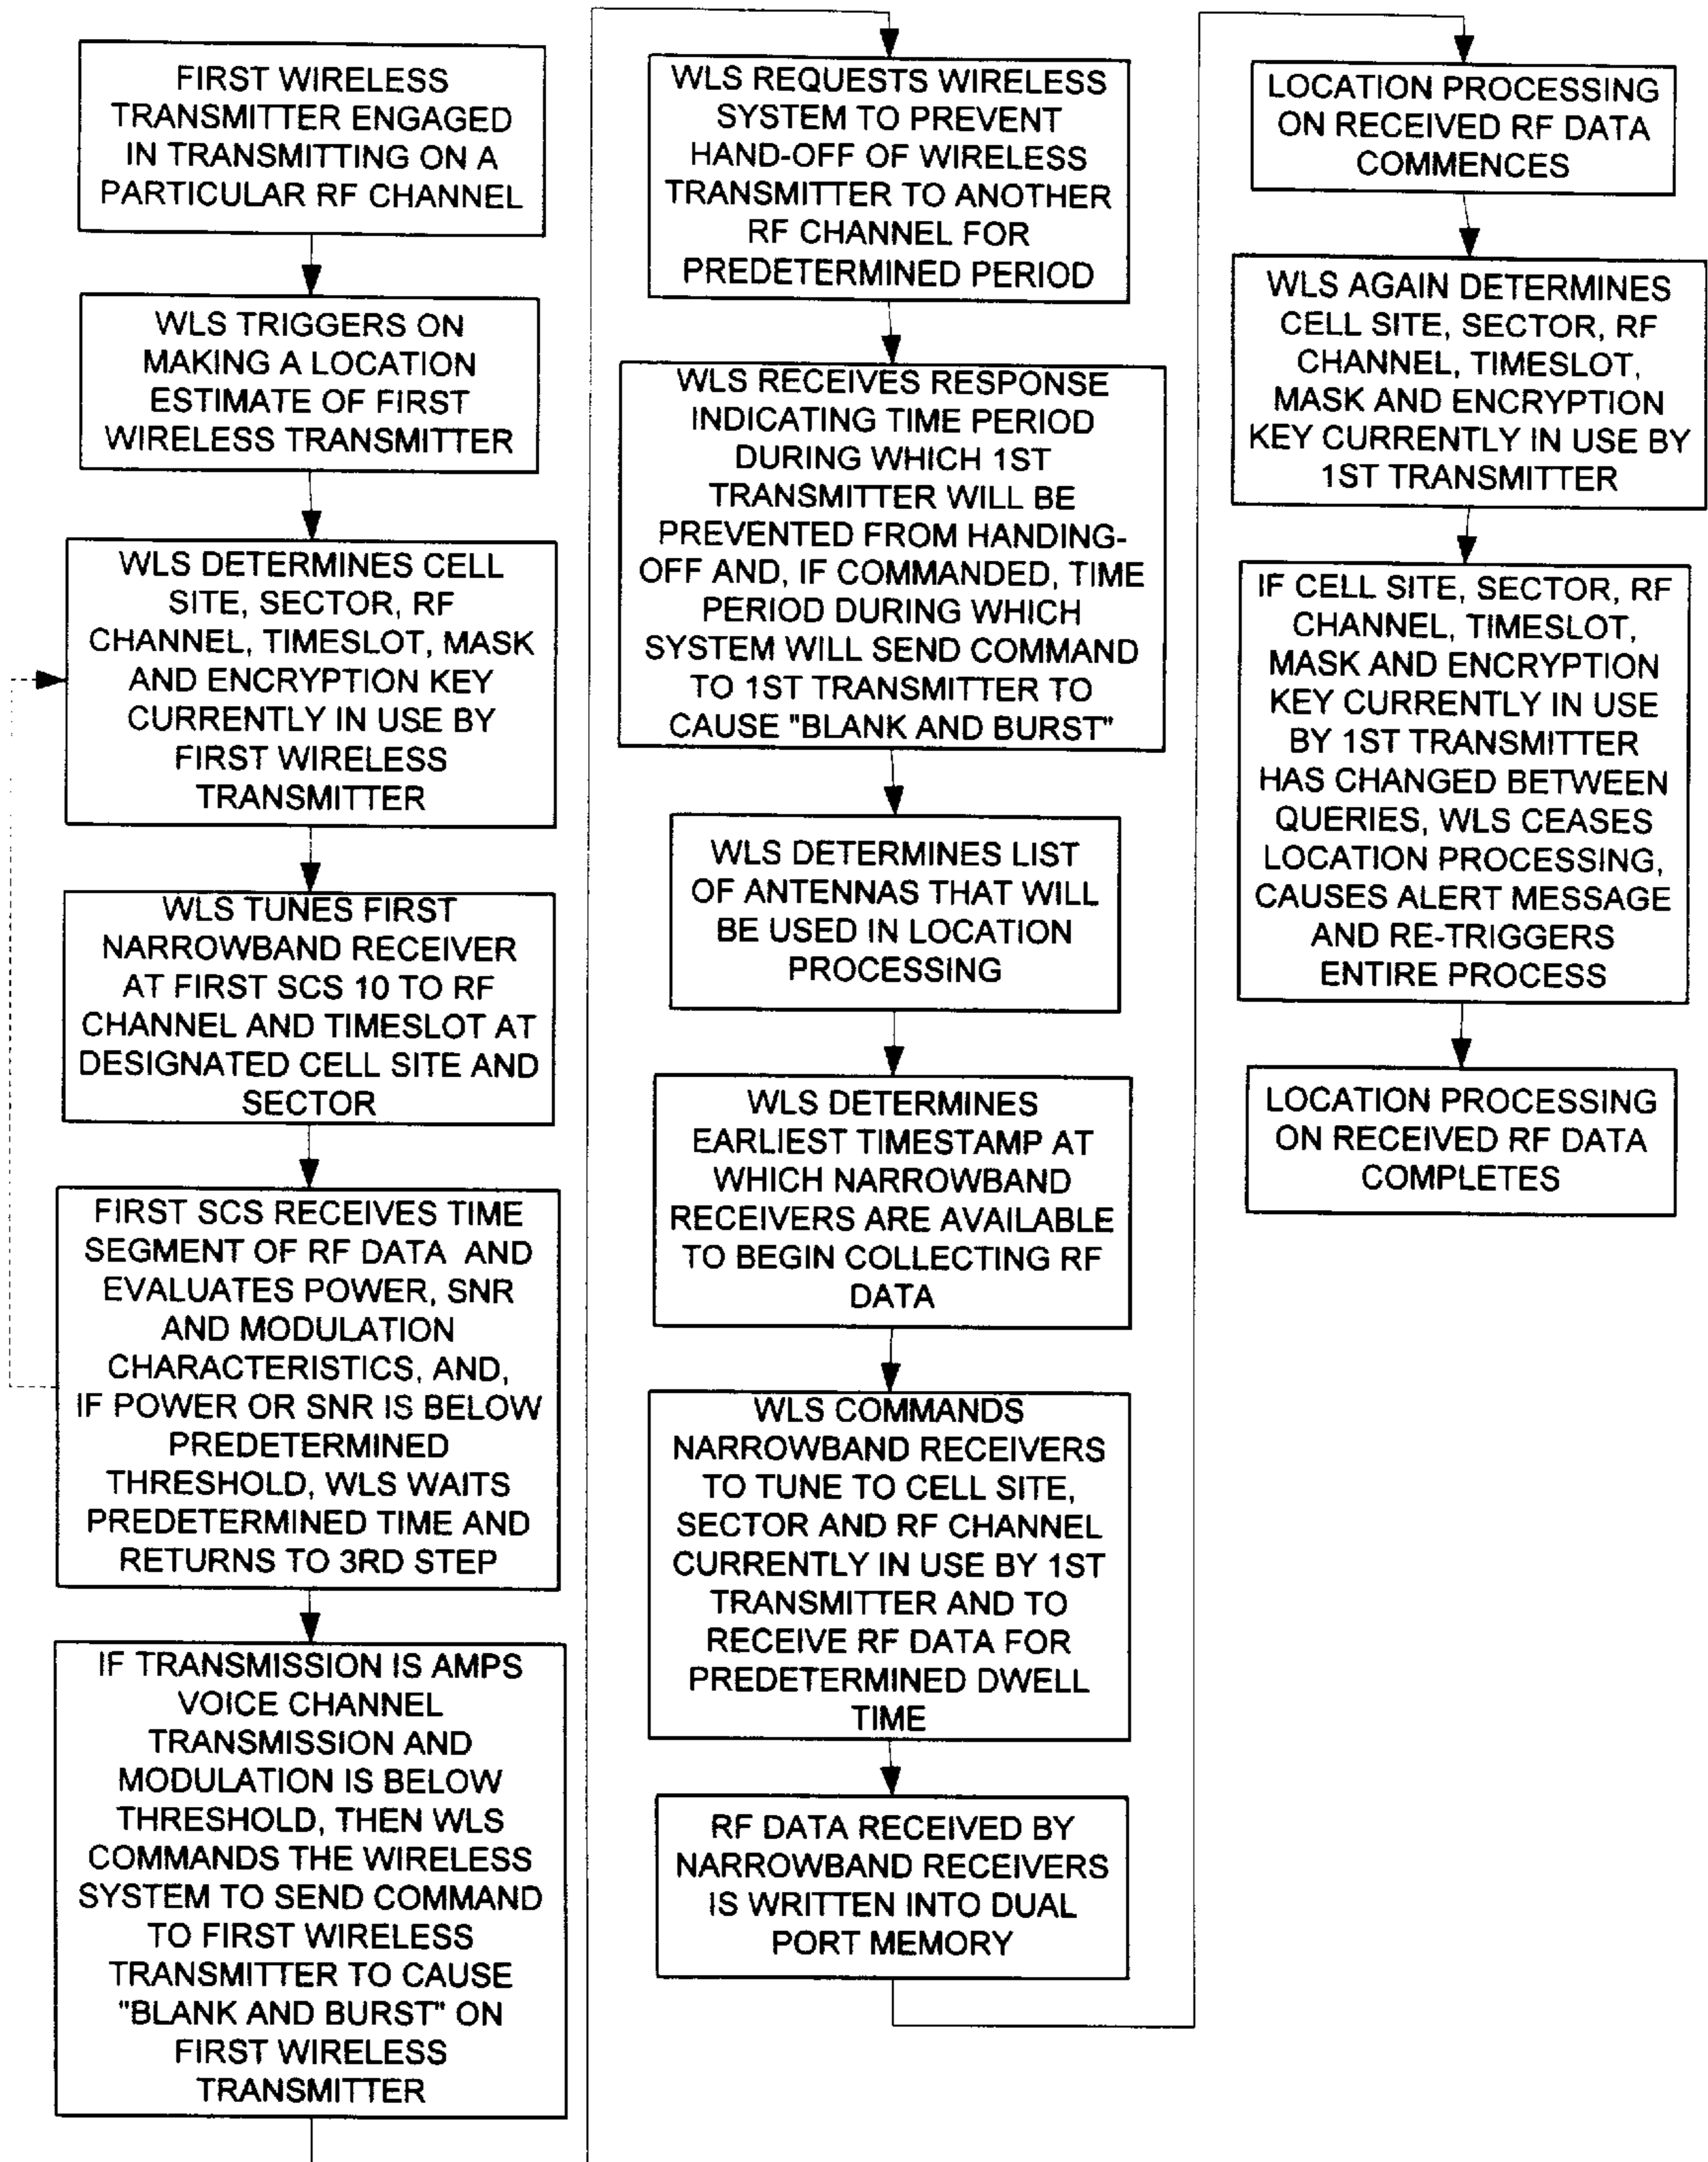 FIRST WIRELESS
TRANSMITTER ENGAGED
IN TRANSMITTING ON A
PARTICULAR RF CHANNEL
WLS TRIGGERS ON
MAKING A LOCATION
ESTIMATE OF FIRST
WIRELESS TRANSMITTER
WLS DETERMINES CELL
SITE, SECTOR, RF
CHANNEL, TIMESLOT, MASK
AND ENCRYPTION KEY
CURRENTLY IN USE BY
FIRST WIRELESS
TRANSMITTER
WLS TUNES FIRST
NARROWBAND RECEIVER
AT FIRST SCS 10 TO RF
CHANNEL AND TIMESLOT AT
DESIGNATED CELL SITE AND
SECTOR
FIRST SCS RECEIVES TIME
SEGMENT OF RF DATA AND
EVALUATES POWER, SNR
AND MODULATION
CHARACTERISTICS, AND,
IF POWER OR SNR IS BELOW
PREDETERMINED
THRESHOLD, WLS WAITS
PREDETERMINED TIME AND
RETURNS TO 3RD STEP
IF TRANSMISSION IS AMPS
VOICE CHANNEL
TRANSMISSION AND
MODULATION IS BELOW
THRESHOLD, THEN WLS
COMMANDS THE WIRELESS
SYSTEM TO SEND COMMAND
TO FIRST WIRELESS
TRANSMITTER TO CAUSE
"BLANK AND BURST" ON
FIRST WIRELESS
TRANSMITTER
WLS REQUESTS WIRELESS
SYSTEM TO PREVENT
HAND-OFF OF WIRELESS
TRANSMITTER TO ANOTHER
RF CHANNEL FOR
PREDETERMINED PERIOD
WLS RECEIVES RESPONSE
INDICATING TIME PERIOD
DURING WHICH 1ST
TRANSMITTER WILL BE
PREVENTED FROM HANDING-
OFF AND, IF COMMANDED, TIME
PERIOD DURING WHICH
SYSTEM WILL SEND COMMAND
TO 1ST TRANSMITTER TO
CAUSE "BLANK AND BURST"
WLS DETERMINES LIST
OF ANTENNAS THAT WILL
BE USED IN LOCATION
PROCESSING
WLS DETERMINES
EARLIEST TIMESTAMP AT
WHICH NARROWBAND
RECEIVERS ARE AVAILABLE
TO BEGIN COLLECTING RF
DATA
WLS COMMANDS
NARROWBAND RECEIVERS
TO TUNE TO CELL SITE,
SECTOR AND RF CHANNEL
CURRENTLY IN USE BY 1ST
TRANSMITTER AND TO
RECEIVE RF DATA FOR
PREDETERMINED DWELL
TIME
RF DATA RECEIVED BY
NARROWBAND RECEIVERS
IS WRITTEN INTO DUAL
PORT MEMORY
LOCATION PROCESSING
ON RECEIVED RF DATA
COMMENCES
WLS AGAIN DETERMINES
CELL SITE, SECTOR, RF
CHANNEL, TIMESLOT,
MASK AND ENCRYPTION
KEY CURRENTLY IN USE BY
1ST TRANSMITTER
IF CELL SITE, SECTOR, RF
CHANNEL, TIMESLOT,
MASK AND ENCRYPTION
KEY CURRENTLY IN USE
BY 1ST TRANSMITTER
HAS CHANGED BETWEEN
QUERIES, WLS CEASES
LOCATION PROCESSING,
CAUSES ALERT MESSAGE
AND RE-TRIGGERS
ENTIRE PROCESS
LOCATION PROCESSING
ON RECEIVED RF DATA
COMPLETES